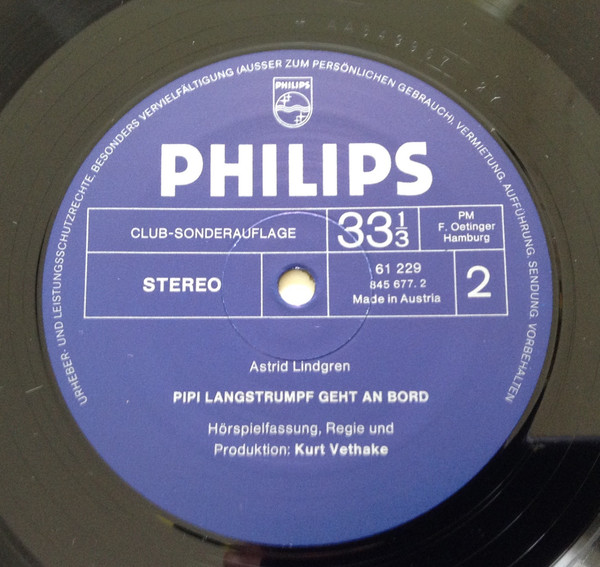 URHEBER- UND LEISTUNGSSCHUTZRECHTE, BESONDERS VERVIELFÄLTIGUNG (AUSSER ZUM PERSÖNLICHEN GEBRAUCH), VERMIETUNG, AUFFÜHRUNG, SENDUNG VORBEHALTEN
PHILIPS
PHILIPS
CLUB-SONDERAUFLAGE
33 1/3
PM
F. Oetinger
Hamburg
STEREO
61 229
845 677. 2
Made in Austria
2
Astrid Lindgren
PIPI LANGSTRUMPF GEHT AN BORD
Hörspielfassung, Regie und
Produktion: Kurt Vethake